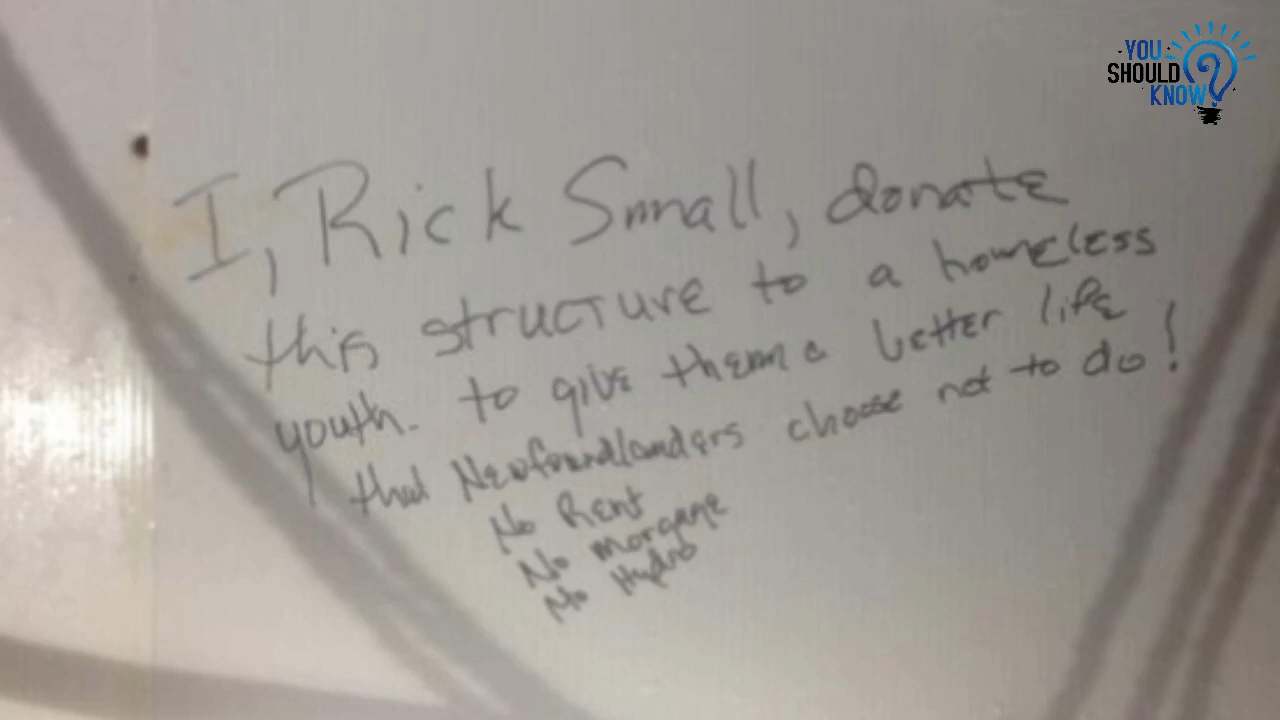 YOU
SHOULD
KNOW
I, Rick Small, donate
this structure to a homeless
youth. to give them a better life
that Newfoundlanders choose not to do!
No Rent
No morgage
No Hydro